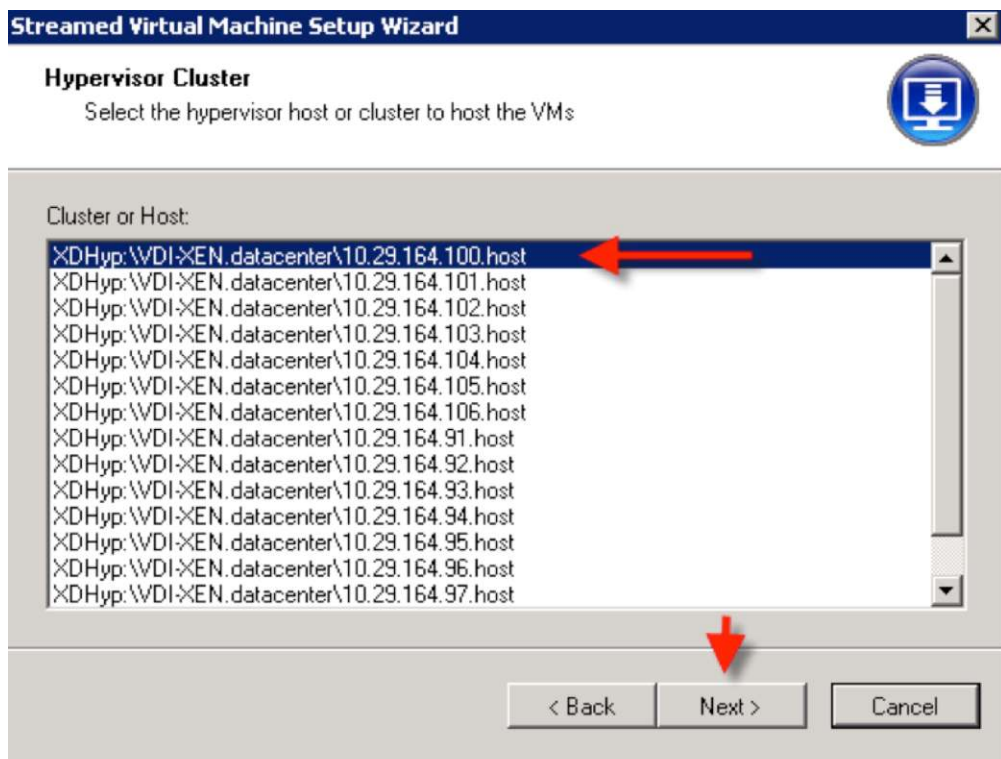 Streamed Virtual Machine Setup Wizard
Hypervisor Cluster
Select the hypervisor host or cluster to host the VMs
Cluster or Host:
XDHyp:\VDI-XEN.datacenter\10.29.164.100.host
XDHyp:\VDI-XEN.datacenter\10.29.164.101.host
XDHyp:\VDI-XEN.datacenter\10.29.164.102.host
XDHyp:\VDI-XEN.datacenter\10.29.164.103.host
XDHyp:\VDI-XEN.datacenter\10.29.164.104.host
XDHyp:\VDI-XEN.datacenter\10.29.164.105.host
XDHyp:\VDI-XEN.datacenter\10.29.164.106.host
XDHyp:\VDI-XEN.datacenter\10.29.164.91.host
XDHyp:\VDI-XEN.datacenter\10.29.164.92.host
XDHyp:\VDI-XEN.datacenter\10.29.164.93.host
XDHyp:\VDI-XEN.datacenter\10.29.164.94.host
XDHyp:\VDI-XEN.datacenter\10.29.164.95.host
XDHyp:\VDI-XEN.datacenter\10.29.164.96.host
XDHyp:\VDI-XEN.datacenter\10.29.164.97.host
< Back Next > Cancel